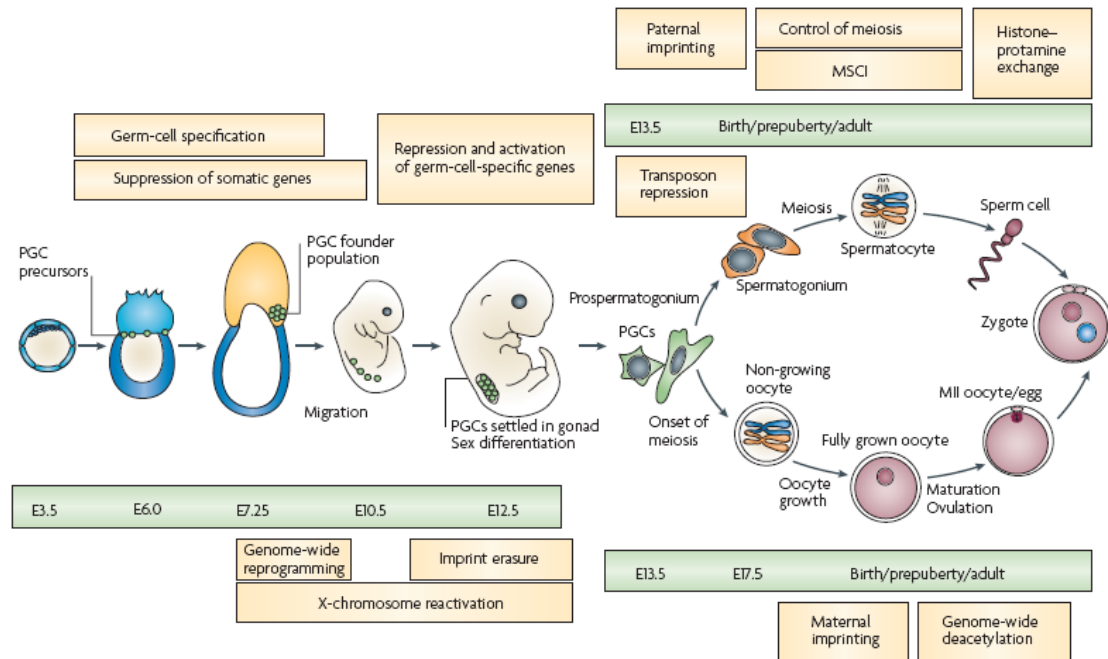 Paternal
imprinting
Control of meiosis
MSCI
Histone–
protamine
exchange
Germ-cell specification
Suppression of somatic genes
Repression and activation
of germ-cell-specific genes
E13.5 Birth/prepuberty/adult
Transposon
repression
PGC
precursors
PGC founder
population
Migration
PGCs settled in gonad
Sex differentiation
Prospermatogonium
PGCs
Onset of
meiosis
Spermatogonium
Meiosis
Spermatocyte
Sperm cell
Zygote
Non-growing
oocyte
Oocyte
growth
Fully grown oocyte
Maturation
Ovulation
MII oocyte/egg
E3.5 E6.0 E7.25 E10.5 E12.5
Genome-wide
reprogramming
Imprint erasure
X-chromosome reactivation
E13.5 E17.5 Birth/prepuberty/adult
Maternal
imprinting
Genome-wide
deacetylation